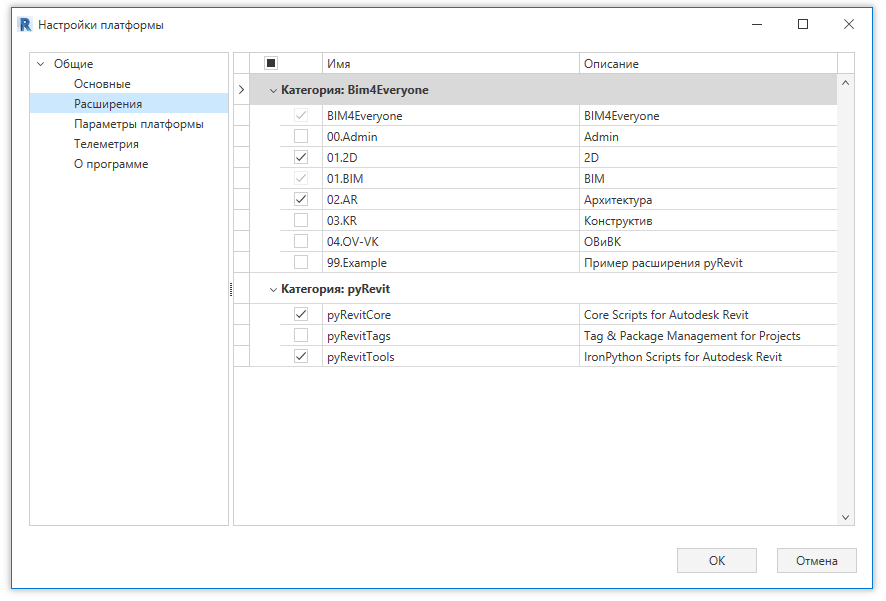 Настройки платформы
Общие
Основные
Расширения
Параметры платформы
Телеметрия
О программе
Имя Описание
Категория: Bim4Everyone
BIM4Everyone BIM4Everyone
00.Admin Admin
01.2D 2D
01.BIM BIM
02.AR Архитектура
03.KR Конструктив
04.OV-VK ОВиВК
99.Example Пример расширения pyRevit
Категория: pyRevit
pyRevitCore Core Scripts for Autodesk Revit
pyRevitTags Tag & Package Management for Projects
pyRevitTools IronPython Scripts for Autodesk Revit
ОК Отмена